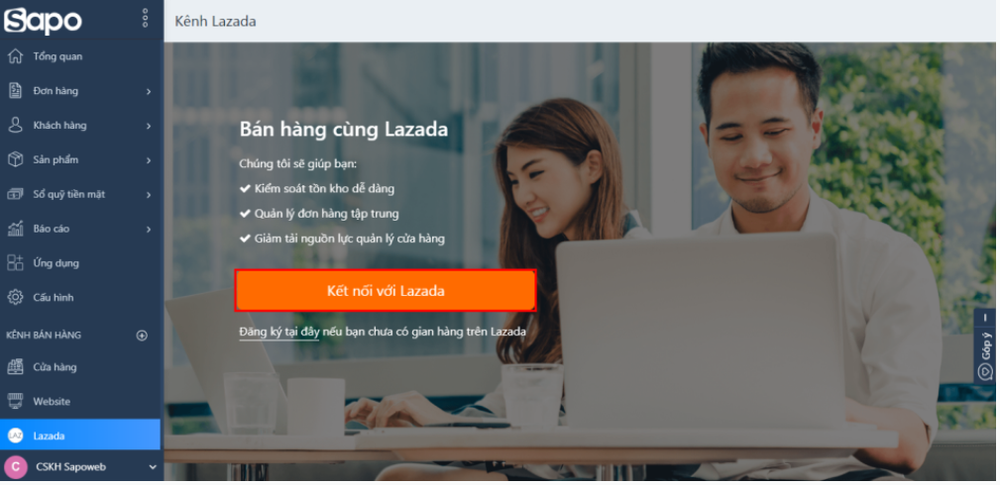 Sapo
Kênh Lazada
Tổng quan
Đơn hàng
Khách hàng
Sản phẩm
Sổ quỹ tiền mặt
Báo cáo
Ứng dụng
Cấu hình
KÊNH BÁN HÀNG
Cửa hàng
Website
LAZ Lazada
C CSKH Sapoweb
Bán hàng cùng Lazada
Chúng tôi sẽ giúp bạn:
Kiểm soát tồn kho dễ dàng
Quản lý đơn hàng tập trung
Giảm tải nguồn lực quản lý cửa hàng
Kết nối với Lazada
Đăng ký tại đây nếu bạn chưa có gian hàng trên Lazada
Góp ý